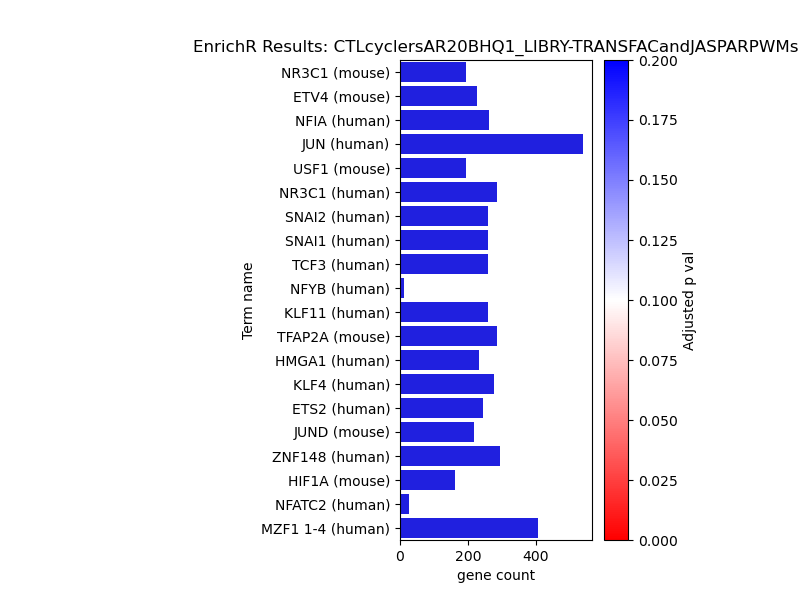 EnrichR Results: CTLcyclersAR20BHQ1_LIBRY-TRANSFACandJASPARPWMs
NR3C1 (mouse)
ETV4 (mouse)
NFIA (human)
JUN (human)
USF1 (mouse)
NR3C1 (human)
SNAI2 (human)
SNAI1 (human)
TCF3 (human)
NFYB (human)
KLF11 (human)
TFAP2A (mouse)
HMGA1 (human)
KLF4 (human)
ETS2 (human)
JUND (mouse)
ZNF148 (human)
HIF1A (mouse)
NFATC2 (human)
MZF1 1-4 (human)
Term name
0 200 400
gene count
0.200
0.175
0.150
0.125
0.100
0.075
0.050
0.025
0.000
Adjusted p val